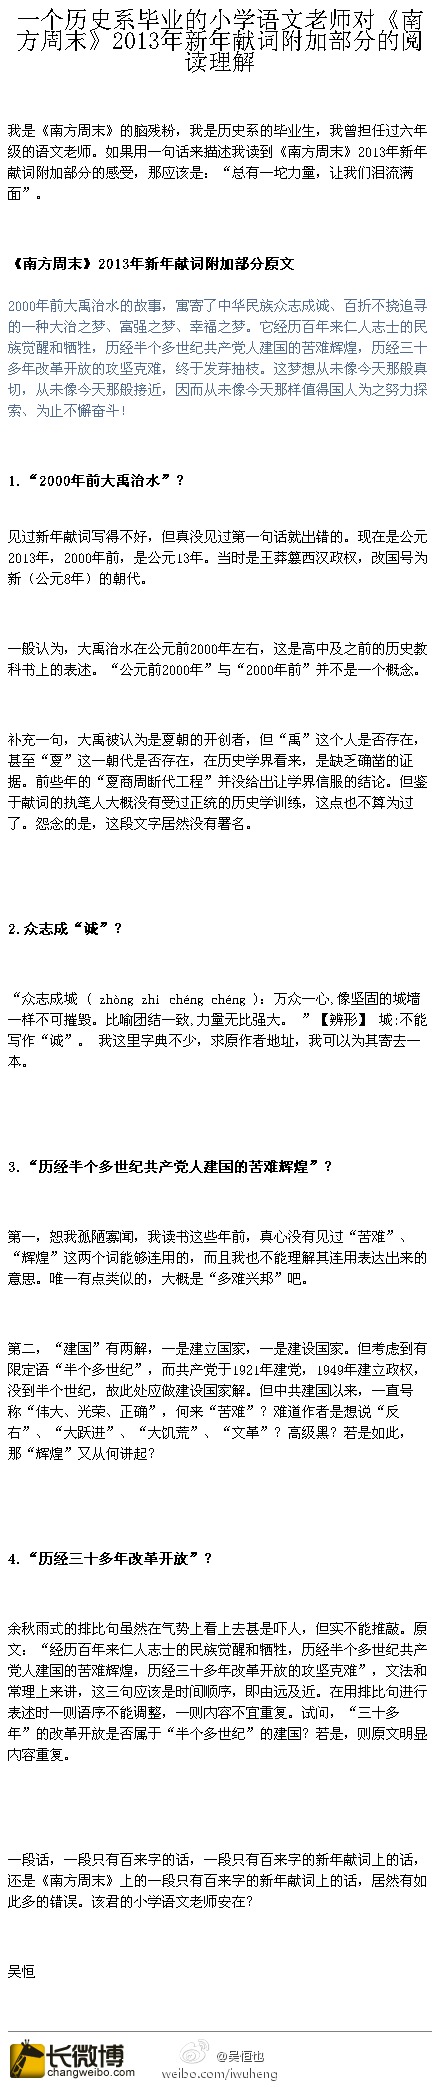 一个历史系毕业的小学语文老师对《南
方周末》2013年新年献词附加部分的阅
读理解
我是《南方周末》的脑残粉，我是历史系的毕业生，我曾担任过六年
级的语文老师。如果用一句话来描述我读到《南方周末》2013年新年
献词附加部分的感受，那应该是：“总有一坨力量，让我们泪流满
面”。
《南方周末》2013年新年献词附加部分原文
2000年前大禹治水的故事，寓寄了中华民族众志成诚、百折不挠追寻
的一种大治之梦、富强之梦、幸福之梦。它经历百年来仁人志士的民
族觉醒和牺牲，历经半个多世纪共产党人建国的苦难辉煌，历经三十
多年改革开放的攻坚克难，终于发芽抽枝。这梦想从未像今天那般真
切，从未像今天那般接近，因而从未像今天那样值得国人为之努力探
索、为止不懈奋斗！
1.“2000年前大禹治水”？
见过新年献词写得不好，但真没见过第一句话就出错的。现在是公元
2013年，2000年前，是公元13年。当时是王莽篡西汉政权，改国号为
新（公元8年）的朝代。
一般认为，大禹治水在公元前2000年左右，这是高中及之前的历史教
科书上的表述。“公元前2000年”与“2000年前”并不是一个概念。
补充一句，大禹被认为是夏朝的开创者，但“禹”这个人是否存在，
甚至“夏”这一朝代是否存在，在历史学界看来，是缺乏确凿的证
据。前些年的“夏商周断代工程”并没给出让学界信服的结论。但鉴
于献词的执笔人大概没有受过正统的历史学训练，这点也不算为过
了。怨念的是，这段文字居然没有署名。
2.众志成“诚”？
“众志成城 ( zhòng zhì chéng chéng )：万众一心,像坚固的城墙
一样不可摧毁。比喻团结一致,力量无比强大。 ”【辨形】 城:不能
写作“诚”。 我这里字典不少，求原作者地址，我可以为其寄去一
本。
3.“历经半个多世纪共产党人建国的苦难辉煌”？
第一，恕我孤陋寡闻，我读书这些年前，真心没有见过“苦难”、
“辉煌”这两个词能够连用的，而且我也不能理解其连用表达出来的
意思。唯一有点类似的，大概是“多难兴邦”吧。
第二，“建国”有两解，一是建立国家，一是建设国家。但考虑到有
限定语“半个多世纪”，而共产党于1921年建党，1949年建立政权，
没到半个世纪，故此处应做建设国家解。但中共建国以来，一直号
称“伟大、光荣、正确”，何来“苦难”？难道作者是想说“反
右”、“大跃进”、“大饥荒”、“文革”？高级黑？若是如此，
那“辉煌”又从何讲起？
4.“历经三十多年改革开放”？
余秋雨式的排比句虽然在气势上看上去甚是吓人，但实不能推敲。原
文：“经历百年来仁人志士的民族觉醒和牺牲，历经半个多世纪共产
党人建国的苦难辉煌，历经三十多年改革开放的攻坚克难”，文法和
常理上来讲，这三句应该是时间顺序，即由远及近。在用排比句进行
表述时一则语序不能调整，一则内容不宜重复。试问，“三十多
年”的改革开放是否属于“半个多世纪”的建国？若是，则原文明显
内容重复。
一段话，一段只有百来字的话，一段只有百来字的新年献词上的话，
还是《南方周末》上的一段只有百来字的新年献词上的话，居然有如
此多的错误。该君的小学语文老师安在？
吴恒
长微博
changweibo.com
@吴恒也
weibo.com/iwuheng